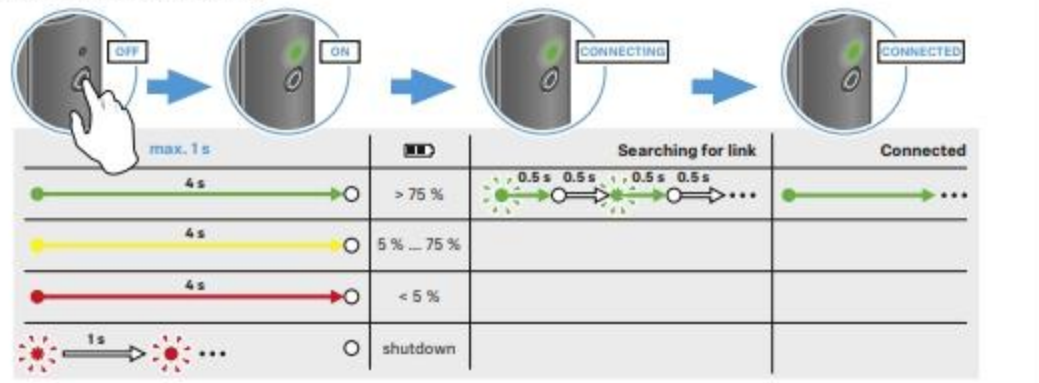 OFF
ON
CONNECTING
CONNECTED
max. 1 s
Searching for link
Connected
4 s
> 75 %
0.5 s 0.5 s 0.5 s 0.5 s
4 s
5 % ... 75 %
4 s
< 5 %
1 s
shutdown